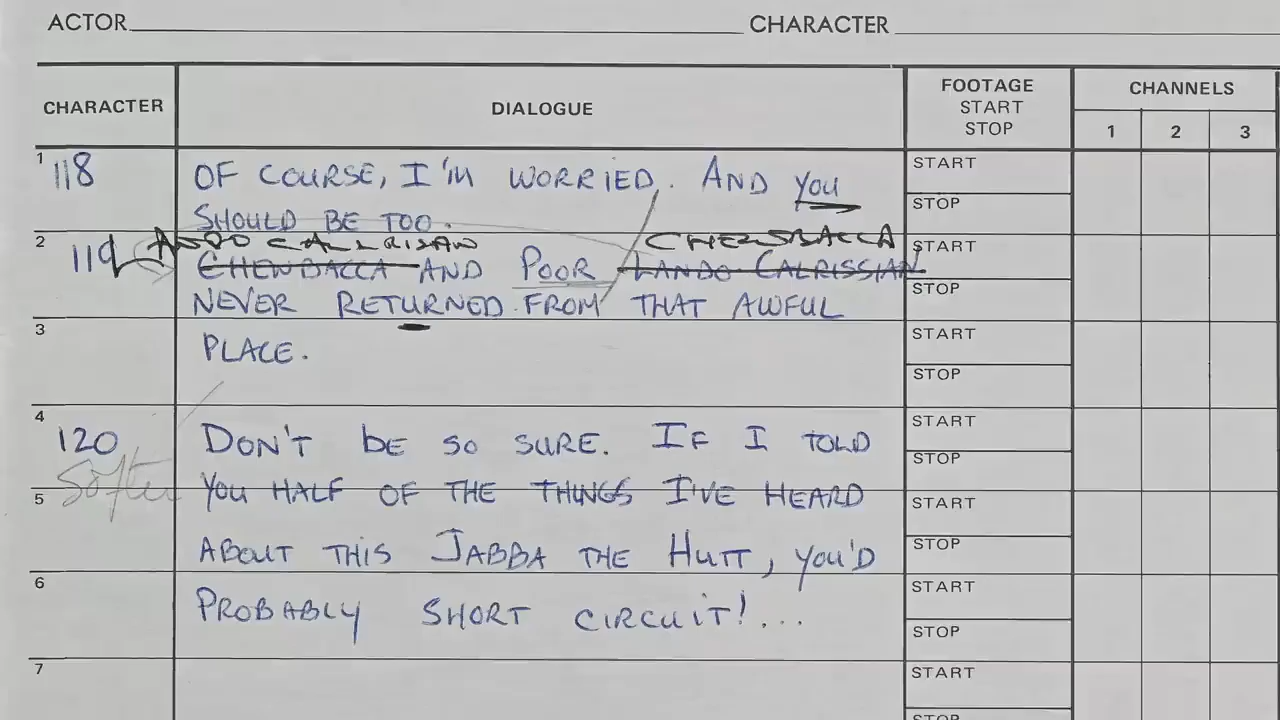 ACTOR CHARACTER
CHARACTER DIALOGUE FOOTAGE START STOP CHANNELS 1 2 3
1 118 OF COURSE, I'M WORRIED. AND YOU START
SHOULD BE TOO. STOP
CHEWBACCA START
2 119 CHEWBACCA AND POOR LANDO CALRISSIAN
NEVER RETURNED FROM THAT AWFUL STOP
3 START
PLACE. STOP
4 120 DON'T BE SO SURE. IF I TOLD START
STOP
Softer YOU HALF OF THE THINGS I'VE HEARD
5 START
ABOUT THIS JABBA THE HUTT, YOU'D STOP
6 START
PROBABLY SHORT CIRCUIT!... STOP
7 START
STOP